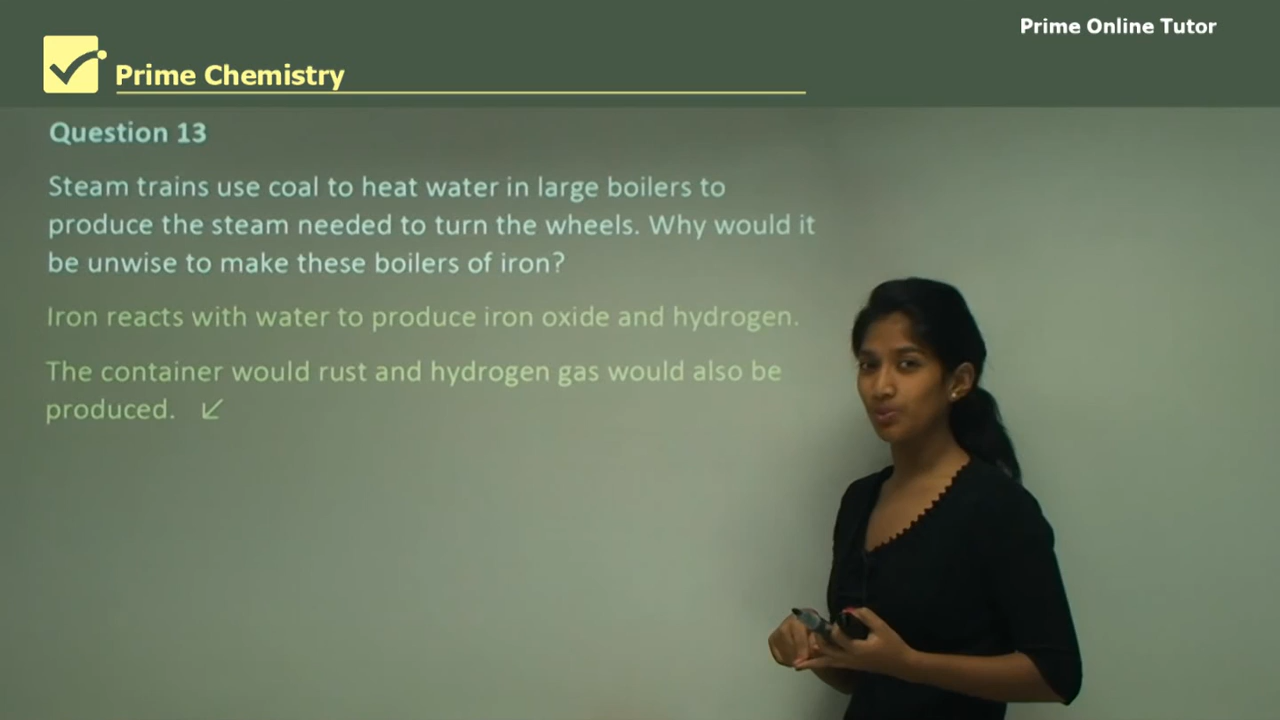 Prime Online Tutor
Prime Chemistry
Question 13
Steam trains use coal to heat water in large boilers to
produce the steam needed to turn the wheels. Why would it
be unwise to make these boilers of iron?
Iron reacts with water to produce iron oxide and hydrogen.
The container would rust and hydrogen gas would also be
produced.